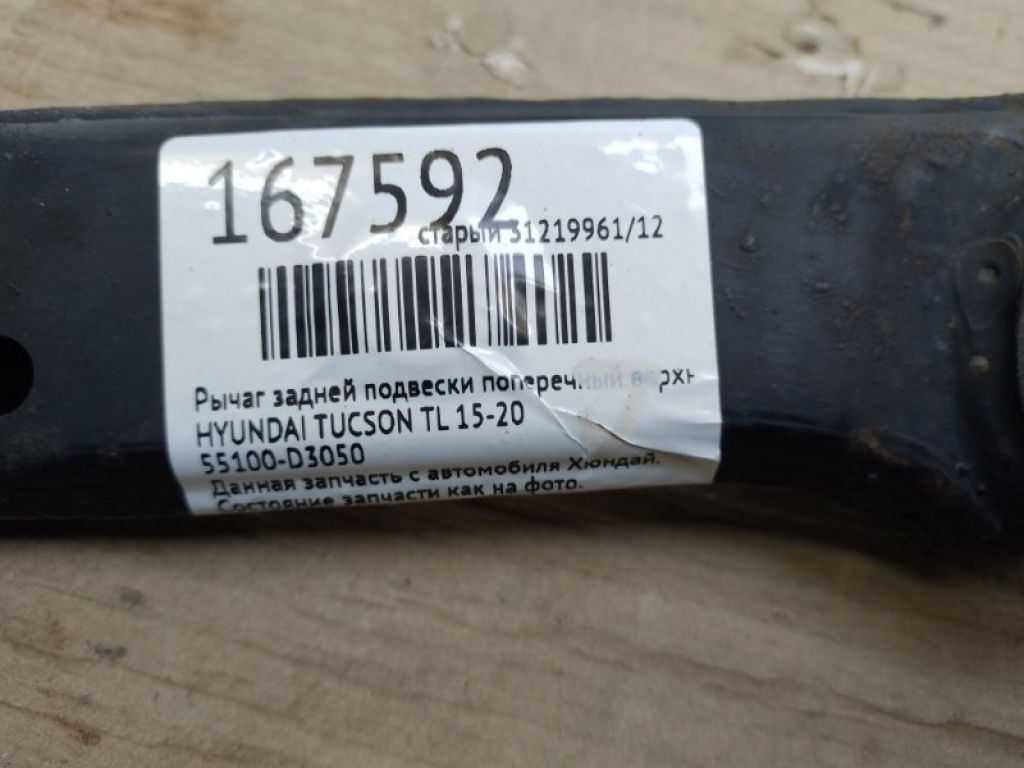 167592
старый 31219961/12
Рычаг задней подвески поперечный верхн
HYUNDAI TUCSON TL 15-20
55100-D3050
Данная запчасть с автомобиля Хюндай.
Состояние запчасти как на фото.